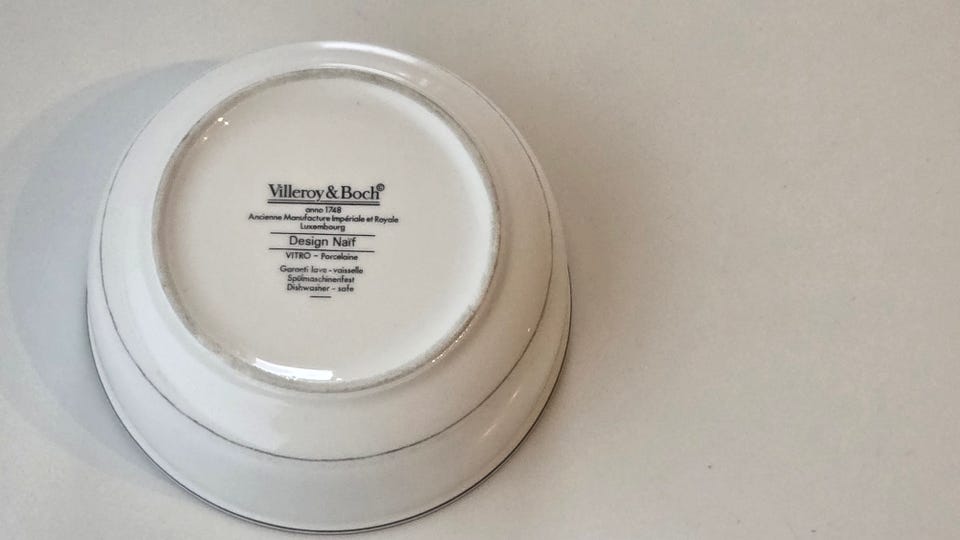 Villeroy & Boch©
anno 1748
Ancienne Manufacture Impériale et Royale
Luxembourg
Design Naïf
VITRO - Porcelaine
Garanti lave-vaisselle
Spülmaschinenfest
Dishwasher - safe